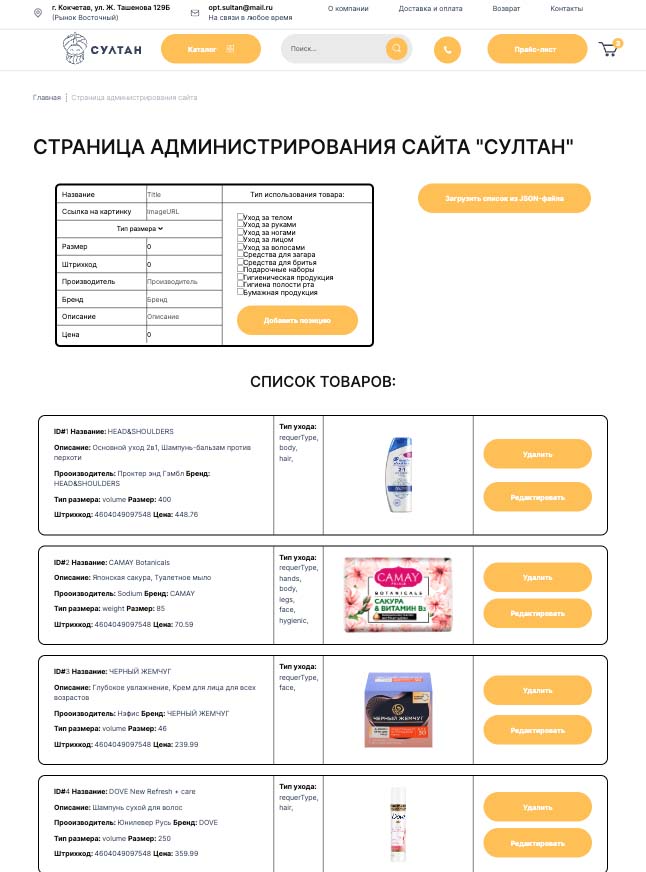 г. Кокчетав, ул. Ж. Ташенова 129Б
(Рынок Восточный)
opt.sultan@mail.ru
На связи в любое время
О компании
Доставка и оплата
Возврат
Контакты
СУЛТАН
Каталог
Поиск...
Прайс-лист
Главная
Страница администрирования сайта
СТРАНИЦА АДМИНИСТРИРОВАНИЯ САЙТА "СУЛТАН"
Название Title
Ссылка на картинку ImageURL
Тип размера
Размер 0
Штрихкод 0
Производитель Производитель
Бренд Бренд
Описание Описание
Цена 0
Тип использования товара:
Уход за телом
Уход за руками
Уход за ногами
Уход за лицом
Уход за волосами
Средства для загара
Средства для бритья
Подарочные наборы
Гигиеническая продукция
Гигиена полости рта
Бумажная продукция
Добавить позицию
Загрузить список из JSON-файла
СПИСОК ТОВАРОВ:
ID#1 Название: HEAD&SHOULDERS
Описание: Основной уход 2в1, Шампунь-бальзам против
перхоти
Прооизводитель: Проктер энд Гэмбл Бренд:
HEAD&SHOULDERS
Тип размера: volume Размер: 400
Штрихкод: 4604049097548 Цена: 448.76
Тип ухода:
requerType,
body,
hair,
Удалить
Редактировать
ID#2 Название: CAMAY Botanicals
Описание: Японская сакура, Туалетное мыло
Прооизводитель: Sodium Бренд: CAMAY
Тип размера: weight Размер: 85
Штрихкод: 4604049097548 Цена: 70.59
Тип ухода:
requerType,
hands,
body,
legs,
face,
hygienic,
CAMAY
BOTANICALS
САКУРА
& ВИТАМИН B3
Удалить
Редактировать
ID#3 Название: ЧЕРНЫЙ ЖЕМЧУГ
Описание: Глубокое увлажнение, Крем для лица для всех
возрастов
Прооизводитель: Нэфис Бренд: ЧЕРНЫЙ ЖЕМЧУГ
Тип размера: volume Размер: 46
Штрихкод: 4604049097548 Цена: 239.99
Тип ухода:
requerType,
face,
ЧЕРНЫЙ ЖЕМЧУГ
Удалить
Редактировать
ID#4 Название: DOVE New Refresh + care
Описание: Шампунь сухой для волос
Прооизводитель: Юнилевер Русь Бренд: DOVE
Тип размера: volume Размер: 250
Штрихкод: 4604049097548 Цена: 359.99
Тип ухода:
requerType,
hair,
Dove
Удалить
Редактировать